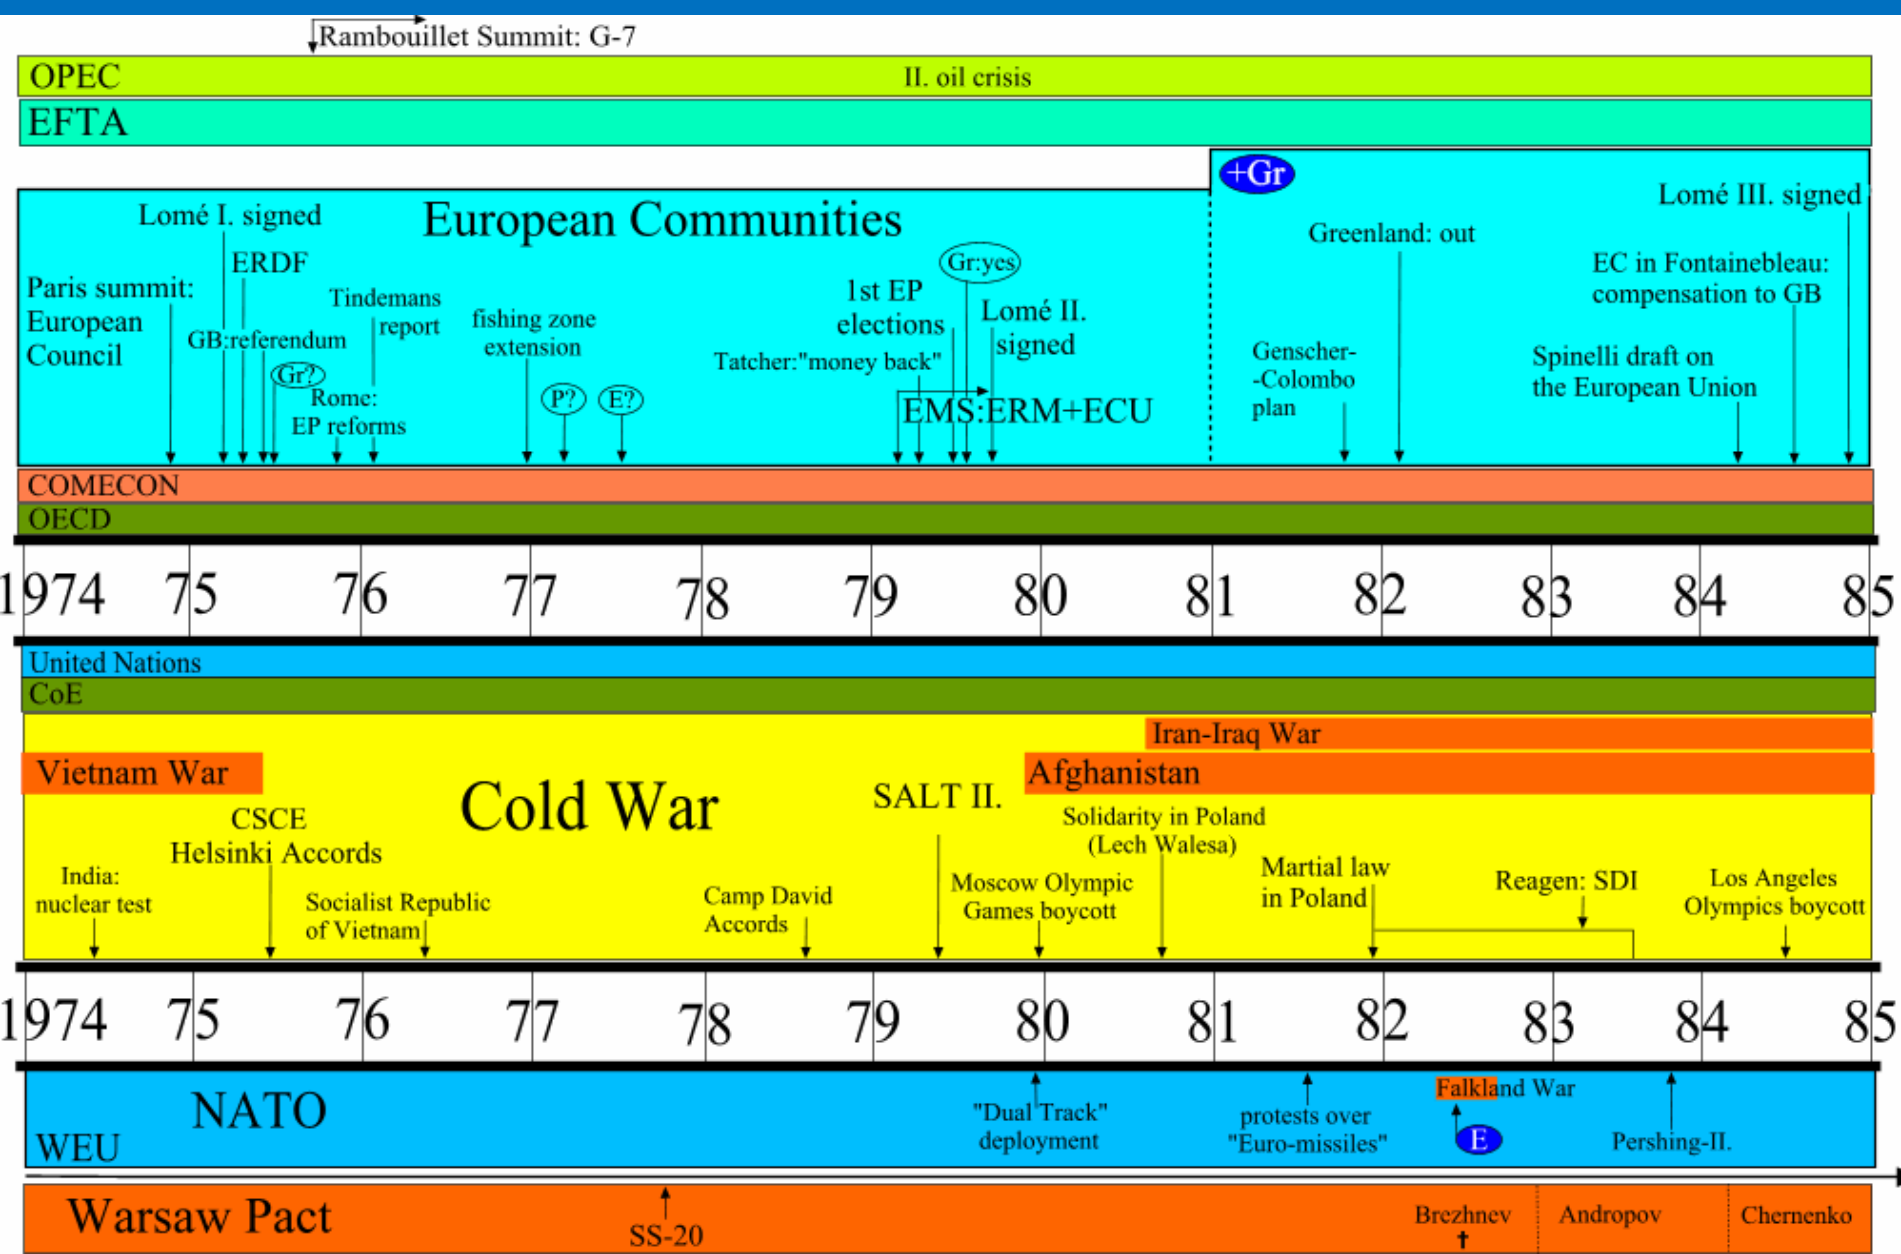 Rambouillet Summit: G-7
OPEC
II. oil crisis
EFTA
+Gr
European Communities
Lomé I. signed
Lomé III. signed
Greenland: out
ERDF
Gr:yes
EC in Fontainebleau:
compensation to GB
Paris summit:
European
Council
Tindemans
report
1st EP
elections
Lomé II.
signed
fishing zone
extension
GB:referendum
Tatcher:"money back"
Genscher-
-Colombo
plan
Spinelli draft on
the European Union
Gr?
Rome:
EP reforms
P?
E?
EMS:ERM+ECU
COMECON
OECD
1974 75 76 77 78 79 80 81 82 83 84 85
United Nations
CoE
Iran-Iraq War
Vietnam War
Afghanistan
Cold War
SALT II.
CSCE
Helsinki Accords
Solidarity in Poland
(Lech Walesa)
India:
nuclear test
Socialist Republic
of Vietnam
Camp David
Accords
Moscow Olympic
Games boycott
Martial law
in Poland
Reagen: SDI
Los Angeles
Olympics boycott
1974 75 76 77 78 79 80 81 82 83 84 85
NATO
WEU
"Dual Track"
deployment
protests over
"Euro-missiles"
Falkland War
E
Pershing-II.
Warsaw Pact
SS-20
Brezhnev
Andropov
Chernenko